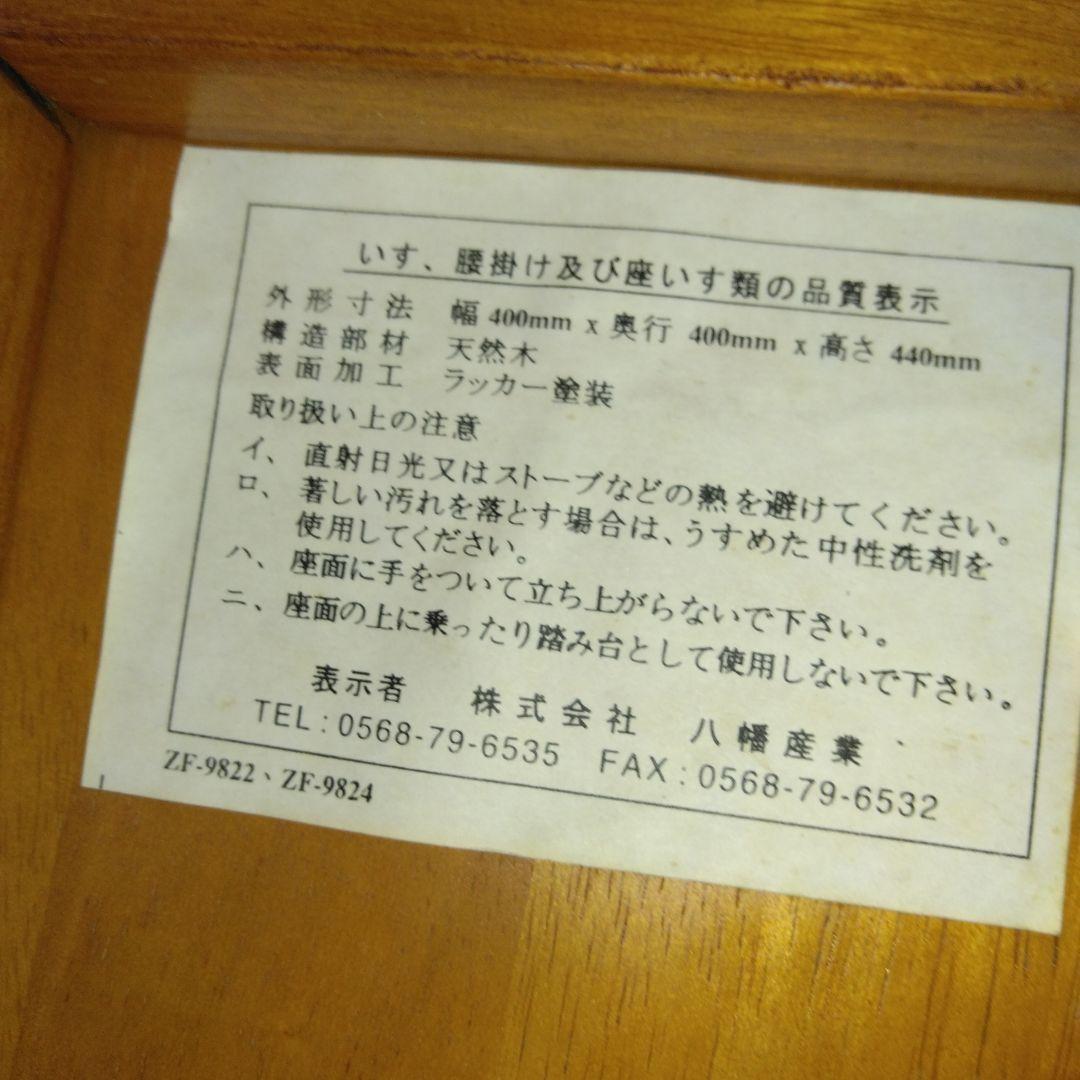 いす、腰掛け及び座いす類の品質表示
外形寸法 幅 400mm x 奥行 400mm x 高さ 440mm
構造部材 天然木
表面加工 ラッカー塗装
取り扱い上の注意
イ、直射日光又はストーブなどの熱を避けてください。
ロ、著しい汚れを落とす場合は、うすめた中性洗剤を
使用してください。
ハ、座面に手をついて立ち上がらないで下さい。
ニ、座面の上に乗ったり踏み台として使用しないで下さい。
表示者 株式会社 八幡産業
TEL:0568-79-6535 FAX:0568-79-6532
ZF-9822、ZF-9824